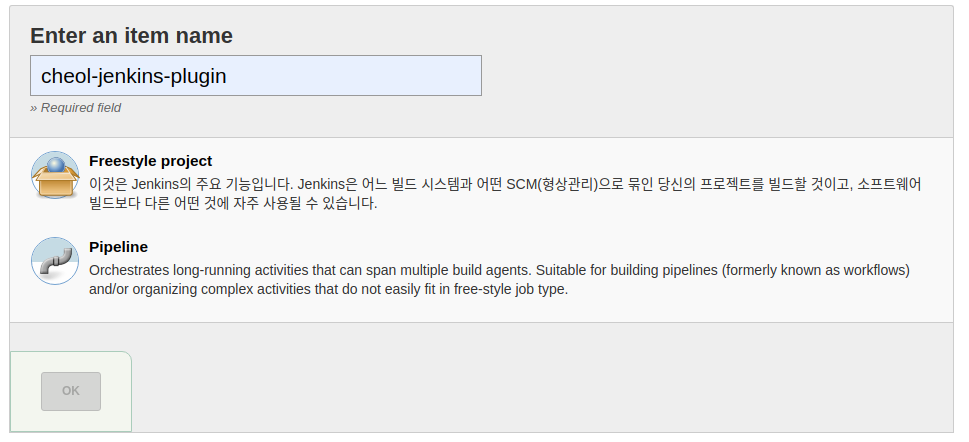 Enter an item name
cheol-jenkins-plugin
» Required field
Freestyle project
이것은 Jenkins의 주요 기능입니다. Jenkins은 어느 빌드 시스템과 어떤 SCM(형상관리)으로 묶인 당신의 프로젝트를 빌드할 것이고, 소프트웨어
빌드보다 다른 어떤 것에 자주 사용될 수 있습니다.
Pipeline
Orchestrates long-running activities that can span multiple build agents. Suitable for building pipelines (formerly known as workflows)
and/or organizing complex activities that do not easily fit in free-style job type.
OK